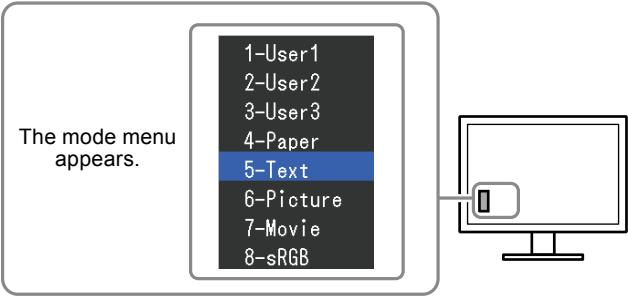 The mode menu
appears.
1-User1
2-User2
3-User3
4-Paper
5-Text
6-Picture
7-Movie
8-sRGB